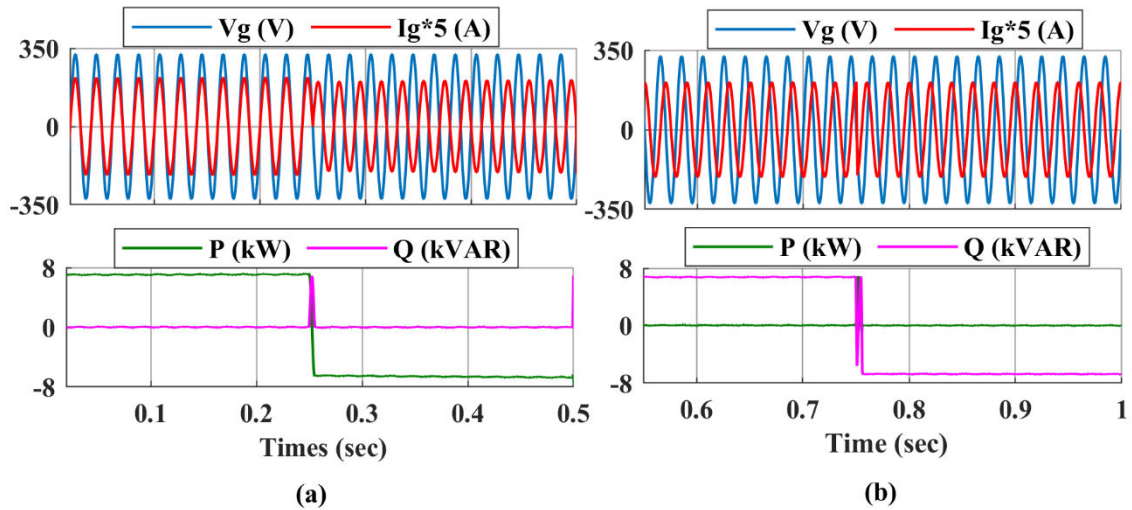 (a)
Vg (V) Ig*5 (A)
350
0
-350
P (kW) Q (kVAR)
8
0
-8
0.1 0.2 0.3 0.4 0.5
Times (sec)
(a)
(b)
Vg (V) Ig*5 (A)
350
0
-350
P (kW) Q (kVAR)
8
0
-8
0.6 0.7 0.8 0.9 1
Time (sec)
(b)